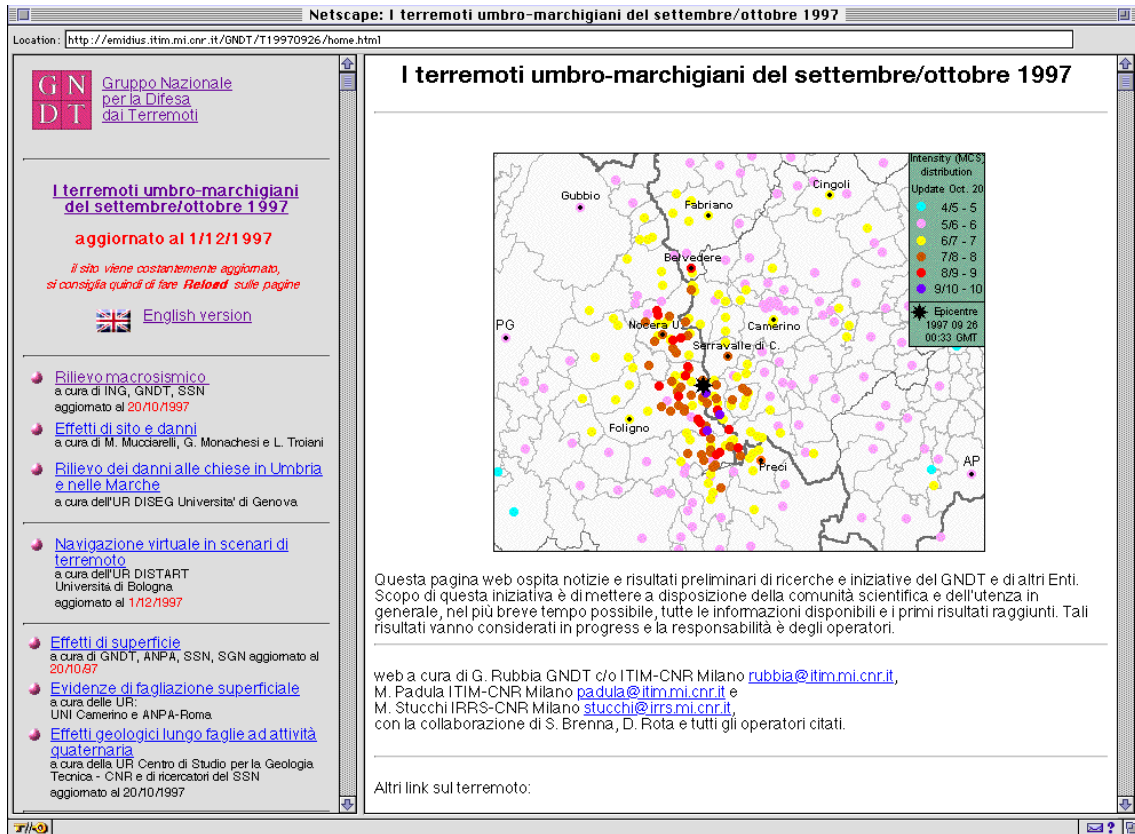 Netscape: I terremoti umbro-marchigiani del settembre/ottobre 1997
Location: http://emidius.itim.mi.cnr.it/GNDT/T19970926/home.html
G N
D T
Gruppo Nazionale
per la Difesa
dai Terremoti
I terremoti umbro-marchigiani
del settembre/ottobre 1997
aggiornato al 1/12/1997
il sito viene costantemente aggiornato,
si consiglia quindi di fare Reload sulle pagine
English version
Rilievo macrosismico
a cura di ING, GNDT, SSN
aggiornato al 20/10/1997
Effetti di sito e danni
a cura di M. Mucciarelli, G. Monachesi e L. Troiani
Rilievo dei danni alle chiese in Umbria
e nelle Marche
a cura dell'UR DISEG Universita' di Genova
Navigazione virtuale in scenari di
terremoto
a cura dell'UR DISTART
Università di Bologna
aggiornato al 1/12/1997
Effetti di superficie
a cura di GNDT, ANPA, SSN, SGN aggiornato al
20/10/97
Evidenze di fagliazione superficiale
a cura delle UR:
UNI Camerino e ANPA-Roma
Effetti geologici lungo faglie ad attività
quaternaria
a cura della UR Centro di Studio per la Geologia
Tecnica - CNR e di ricercatori del SSN
aggiornato al 20/10/1997
I terremoti umbro-marchigiani del settembre/ottobre 1997
Intensity (MCS)
distribution
Update Oct. 20
4/5 - 5
5/6 - 6
6/7 - 7
7/8 - 8
8/9 - 9
9/10 - 10
Epicentre
1997 09 26
00:33 GMT
Cingoli
Gubbio
Fabriano
Belvedere
PG
Nocera U.
Camerino
Serravalle di C.
Foligno
Preci
AP
Questa pagina web ospita notizie e risultati preliminari di ricerche e iniziative del GNDT e di altri Enti.
Scopo di questa iniziativa è di mettere a disposizione della comunità scientifica e dell'utenza in
generale, nel più breve tempo possibile, tutte le informazioni disponibili e i primi risultati raggiunti. Tali
risultati vanno considerati in progress e la responsabilità è degli operatori.
web a cura di G. Rubbia GNDT c/o ITIM-CNR Milano rubbia@itim.mi.cnr.it,
M. Padula ITIM-CNR Milano padula@itim.mi.cnr.it e
M. Stucchi IRRS-CNR Milano stucchi@irrs.mi.cnr.it,
con la collaborazione di S. Brenna, D. Rota e tutti gli operatori citati.
Altri link sul terremoto: